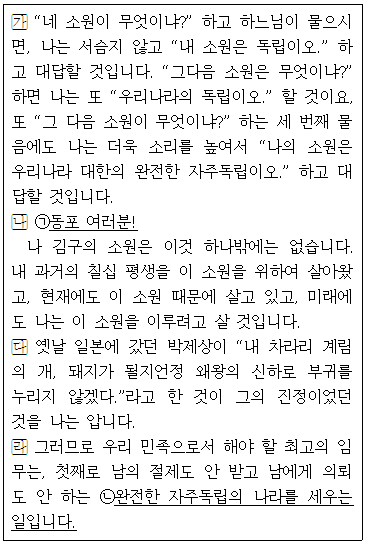 가 “네 소원이 무엇이냐?” 하고 하느님이 물으시
면, 나는 서슴지 않고 “내 소원은 독립이오.” 하
고 대답할 것입니다. “그다음 소원은 무엇이냐?”
하면 나는 또 “우리나라의 독립이오.” 할 것이요,
또 “그 다음 소원이 무엇이냐?” 하는 세 번째 물
음에도 나는 더욱 소리를 높여서 “나의 소원은
우리나라 대한의 완전한 자주독립이오.” 하고 대
답할 것입니다.
나 ㉠동포 여러분!
나 김구의 소원은 이것 하나밖에는 없습니다.
내 과거의 칠십 평생을 이 소원을 위하여 살아왔
고, 현재에도 이 소원 때문에 살고 있고, 미래에
도 나는 이 소원을 이루려고 살 것입니다.
다 옛날 일본에 갔던 박제상이 “내 차라리 계림
의 개, 돼지가 될지언정 왜왕의 신하로 부귀를
누리지 않겠다.”라고 한 것이 그의 진정이었던
것을 나는 압니다.
라 그러므로 우리 민족으로서 해야 할 최고의 임
무는, 첫째로 남의 절제도 안 받고 남에게 의뢰
도 안 하는 ㉡완전한 자주독립의 나라를 세우는
일입니다.